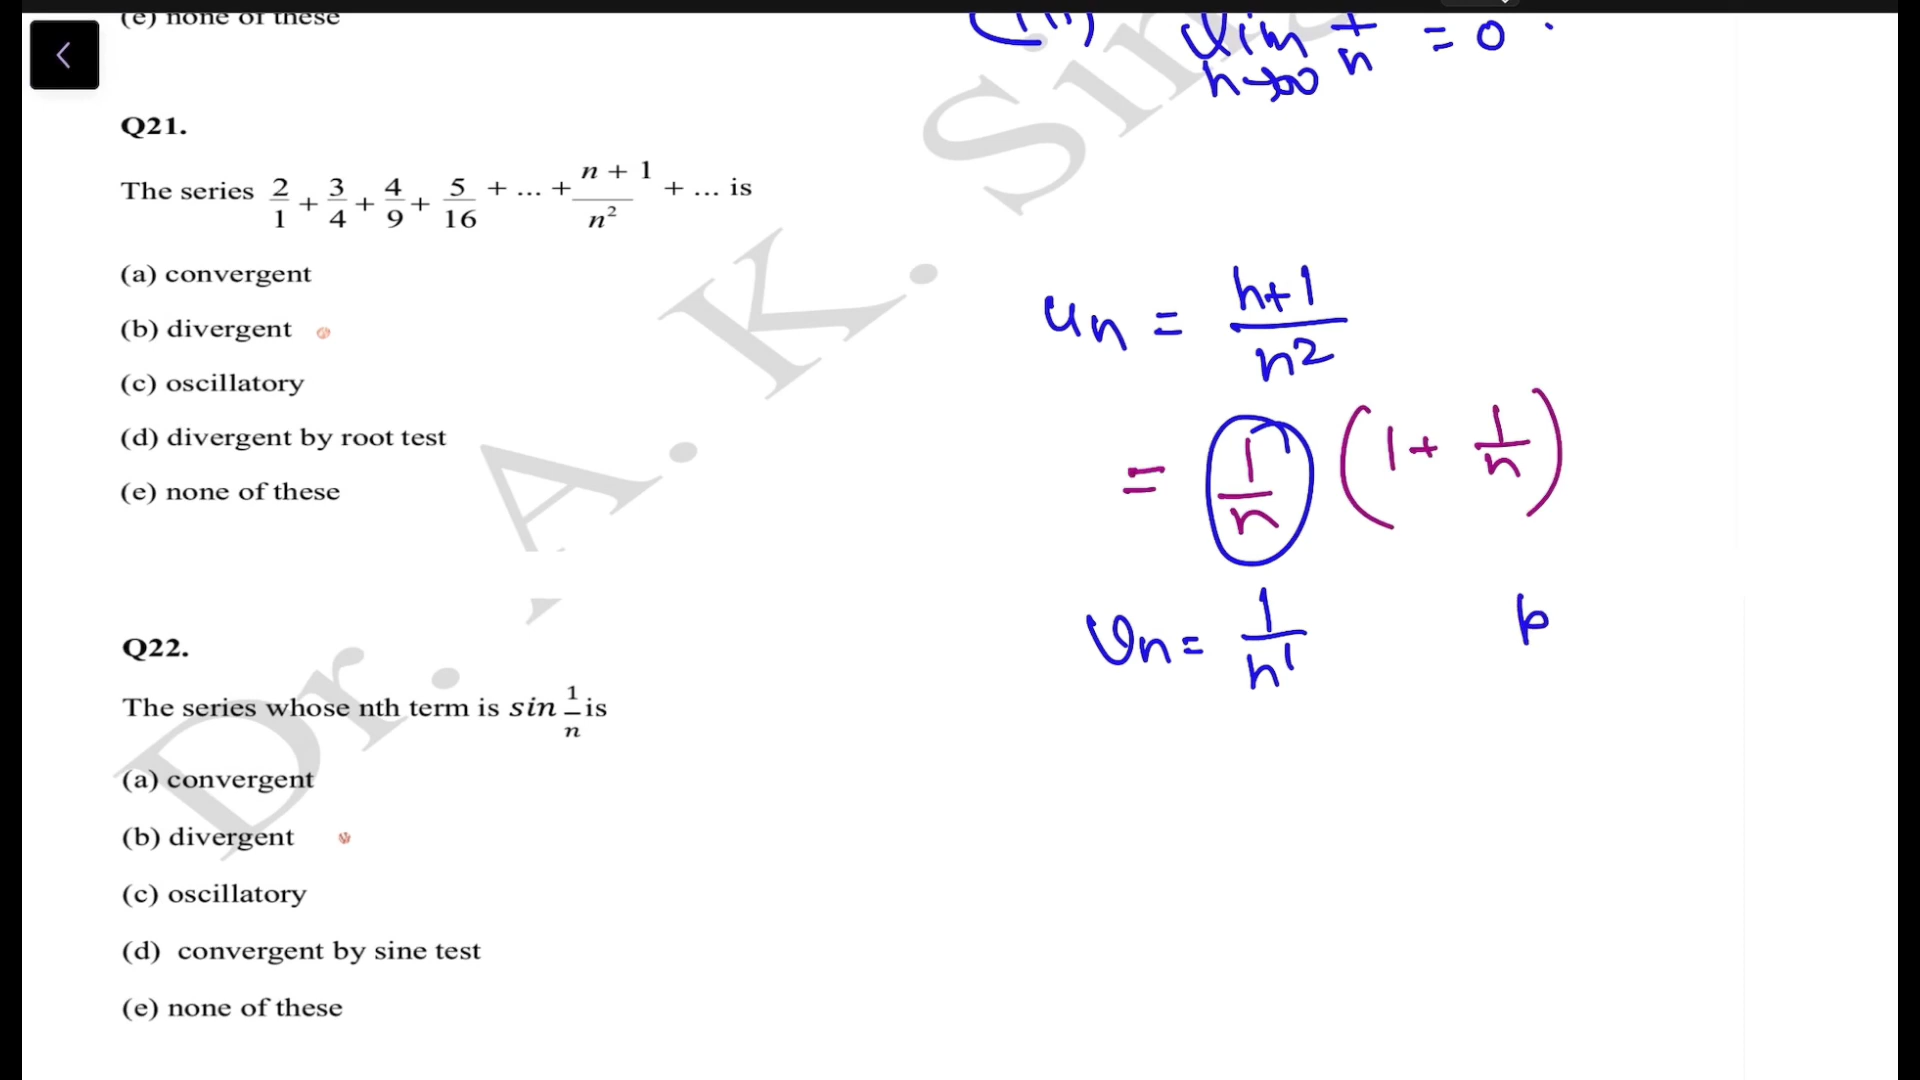 (e) none of these
(iii) lim n→∞ 1/n = 0 .
Q21.
The series 2/1 + 3/4 + 4/9 + 5/16 + ... + n + 1/n² + ... is
(a) convergent
(b) divergent
(c) oscillatory
(d) divergent by root test
(e) none of these
un = n+1/n²
= 1/n (1 + 1/n)
vn = 1/n¹ p
Q22.
The series whose nth term is sin 1/n is
(a) convergent
(b) divergent
(c) oscillatory
(d) convergent by sine test
(e) none of these
Dr. A. K. Sin